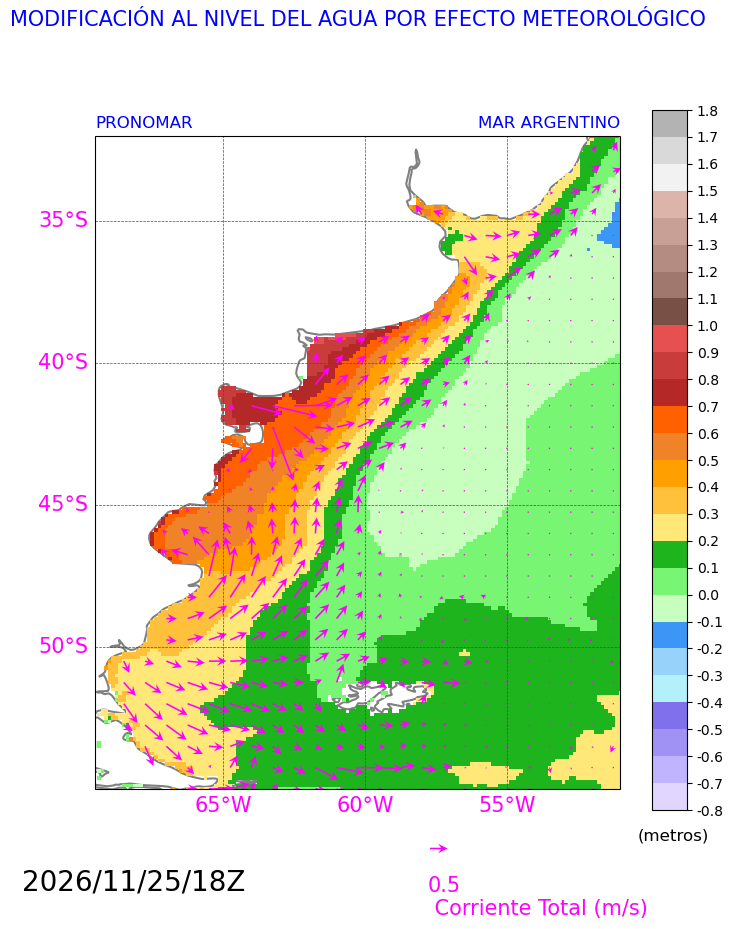 MODIFICACIÓN AL NIVEL DEL AGUA POR EFECTO METEOROLÓGICO
PRONOMAR
MAR ARGENTINO
35°S
40°S
45°S
50°S
65°W
60°W
55°W
1.8
1.7
1.6
1.5
1.4
1.3
1.2
1.1
1.0
0.9
0.8
0.7
0.6
0.5
0.4
0.3
0.2
0.1
0.0
-0.1
-0.2
-0.3
-0.4
-0.5
-0.6
-0.7
-0.8
(metros)
2026/11/25/18Z
0.5
Corriente Total (m/s)